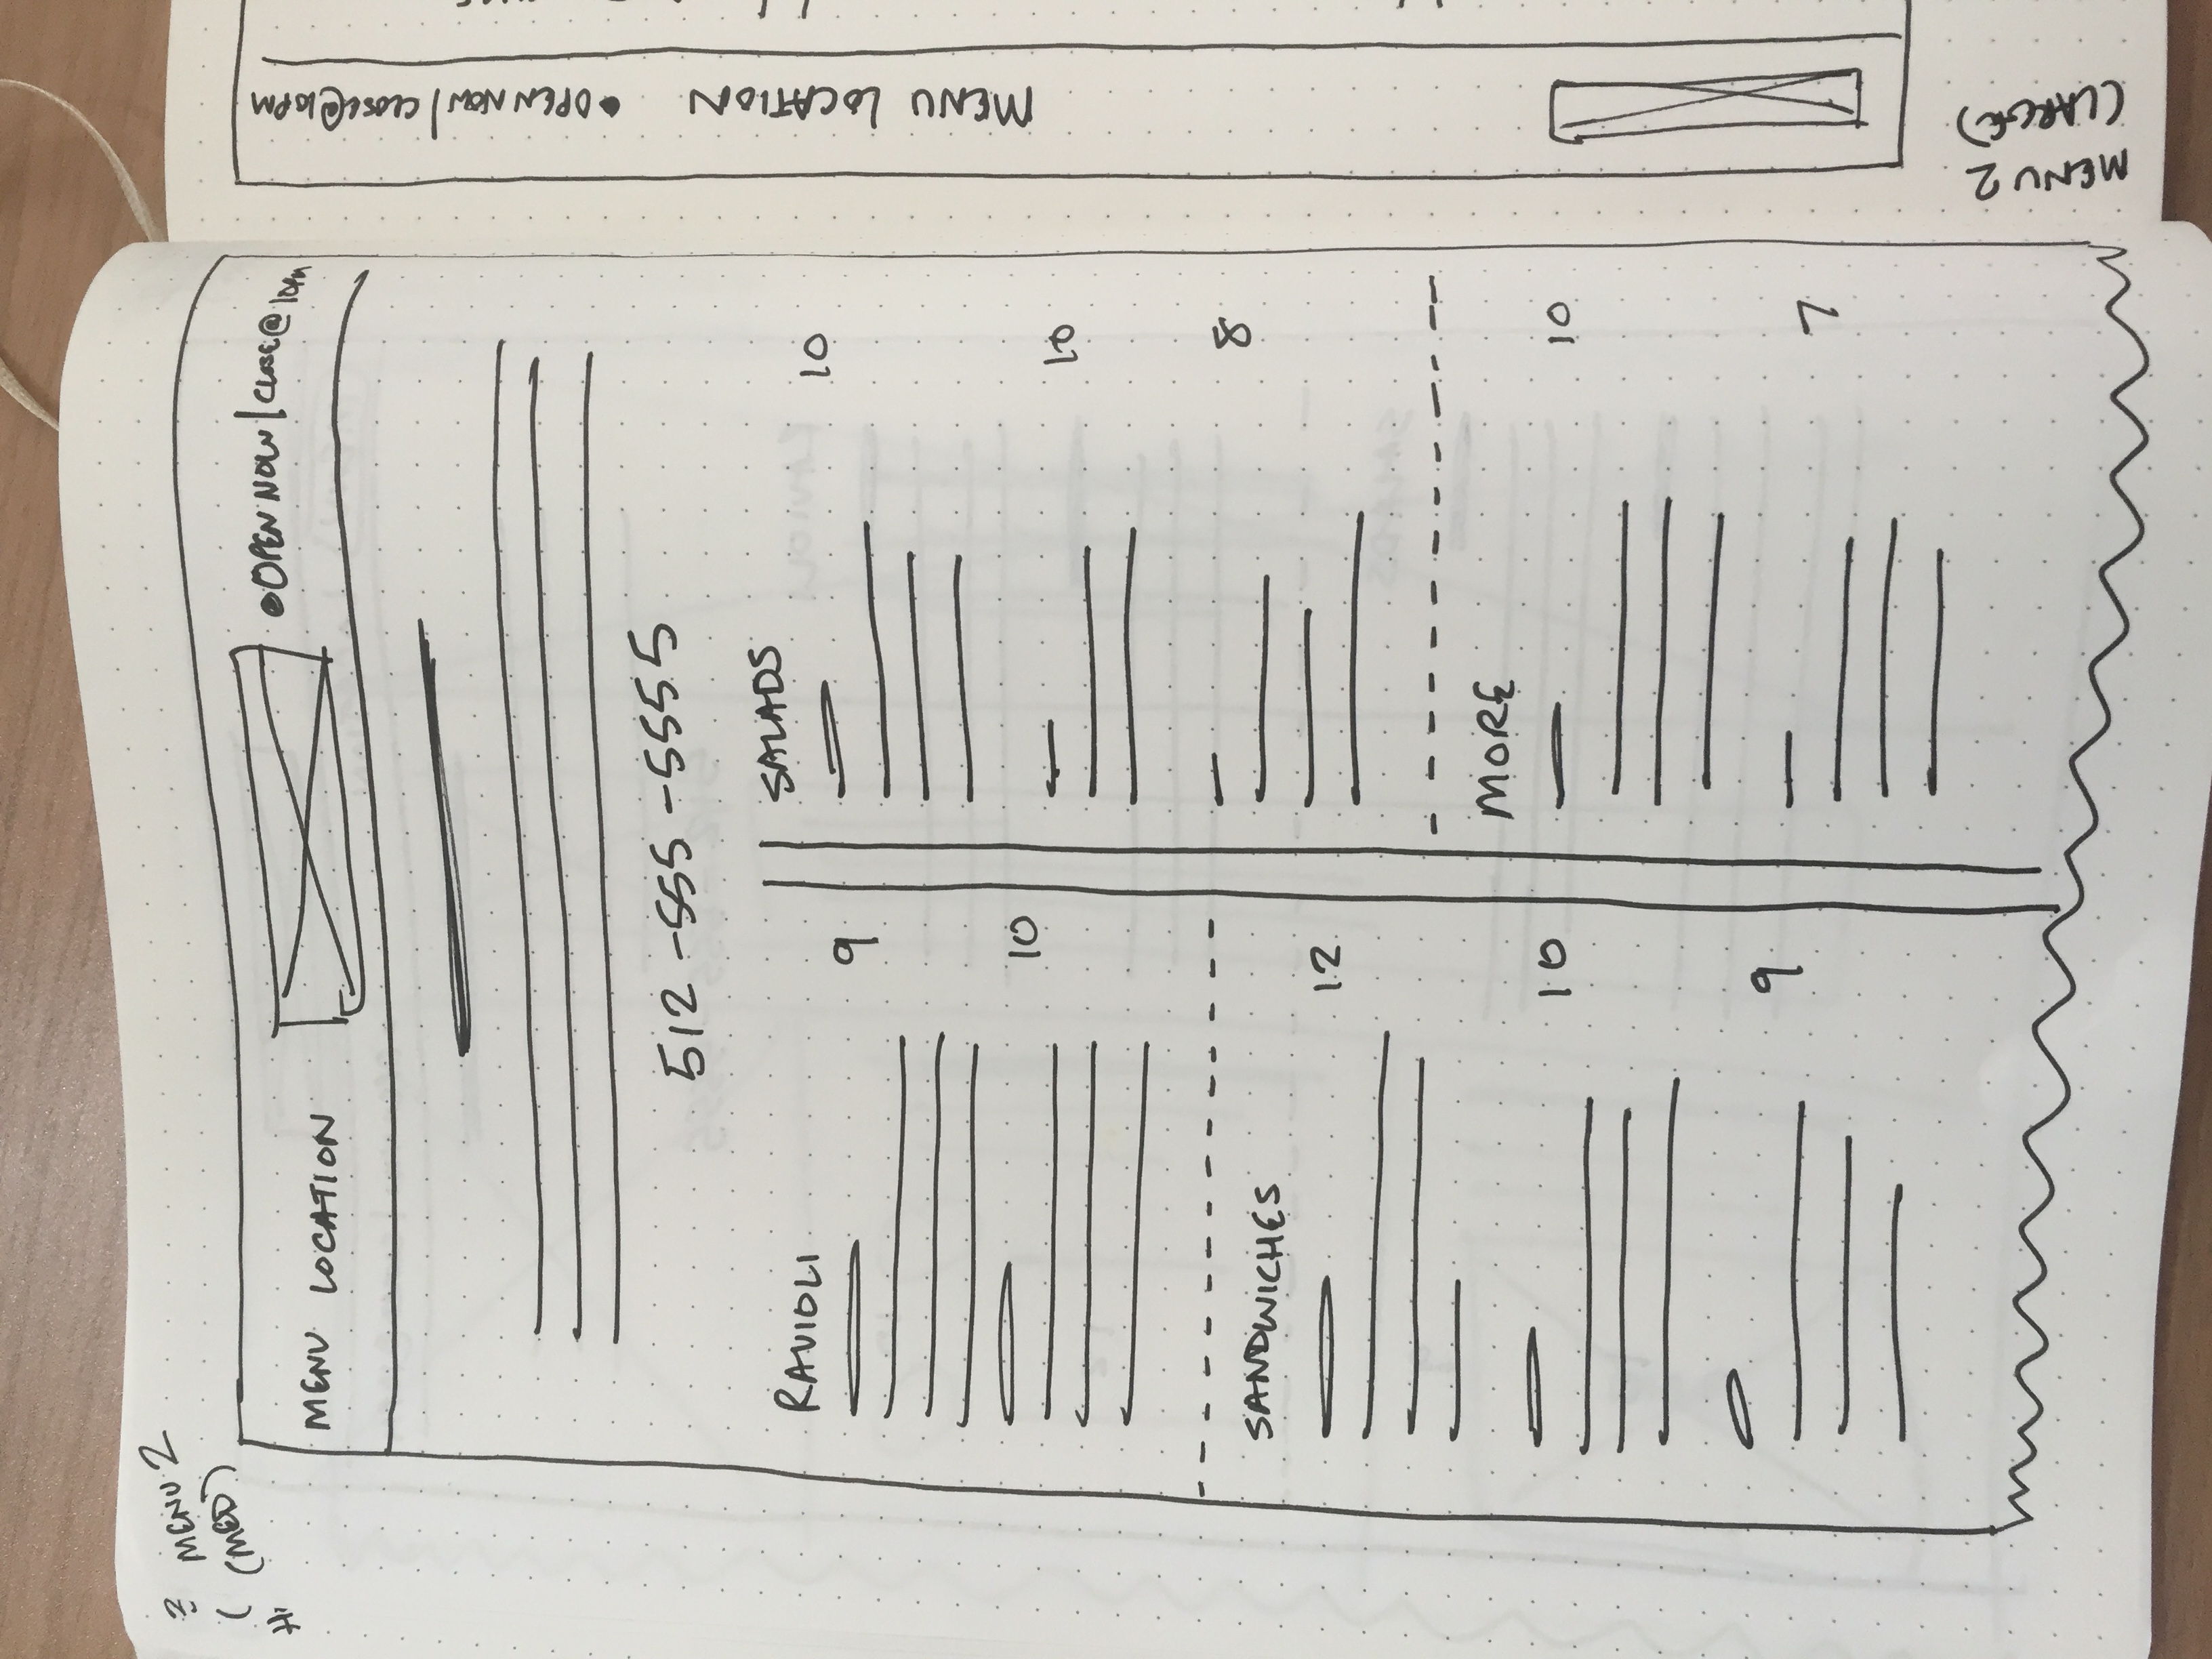 MENU 2
(MED)
MENU LOCATION
OPEN NOW | CLOSE@10PM
512-555-5555
RAVIOLI
9
10
SANDWICHES
12
10
9
SALADS
10
10
8
MORE
10
7
MENU LOCATION
OPEN NOW | CLOSE@10PM
MENU 2
(LARGE)